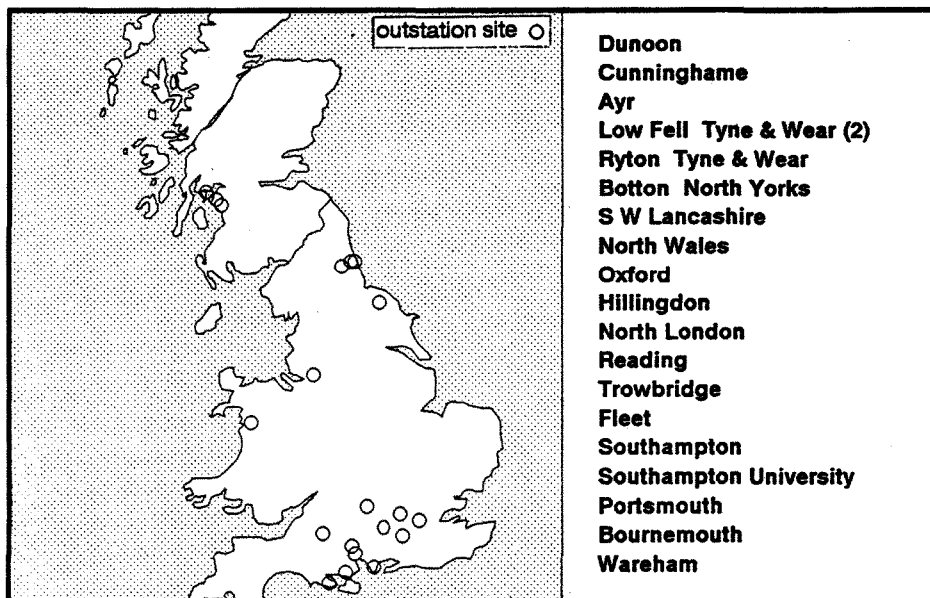 outstation site
Dunoon
Cunninghame
Ayr
Low Fell Tyne & Wear (2)
Ryton Tyne & Wear
Botton North Yorks
S W Lancashire
North Wales
Oxford
Hillingdon
North London
Reading
Trowbridge
Fleet
Southampton
Southampton University
Portsmouth
Bournemouth
Wareham